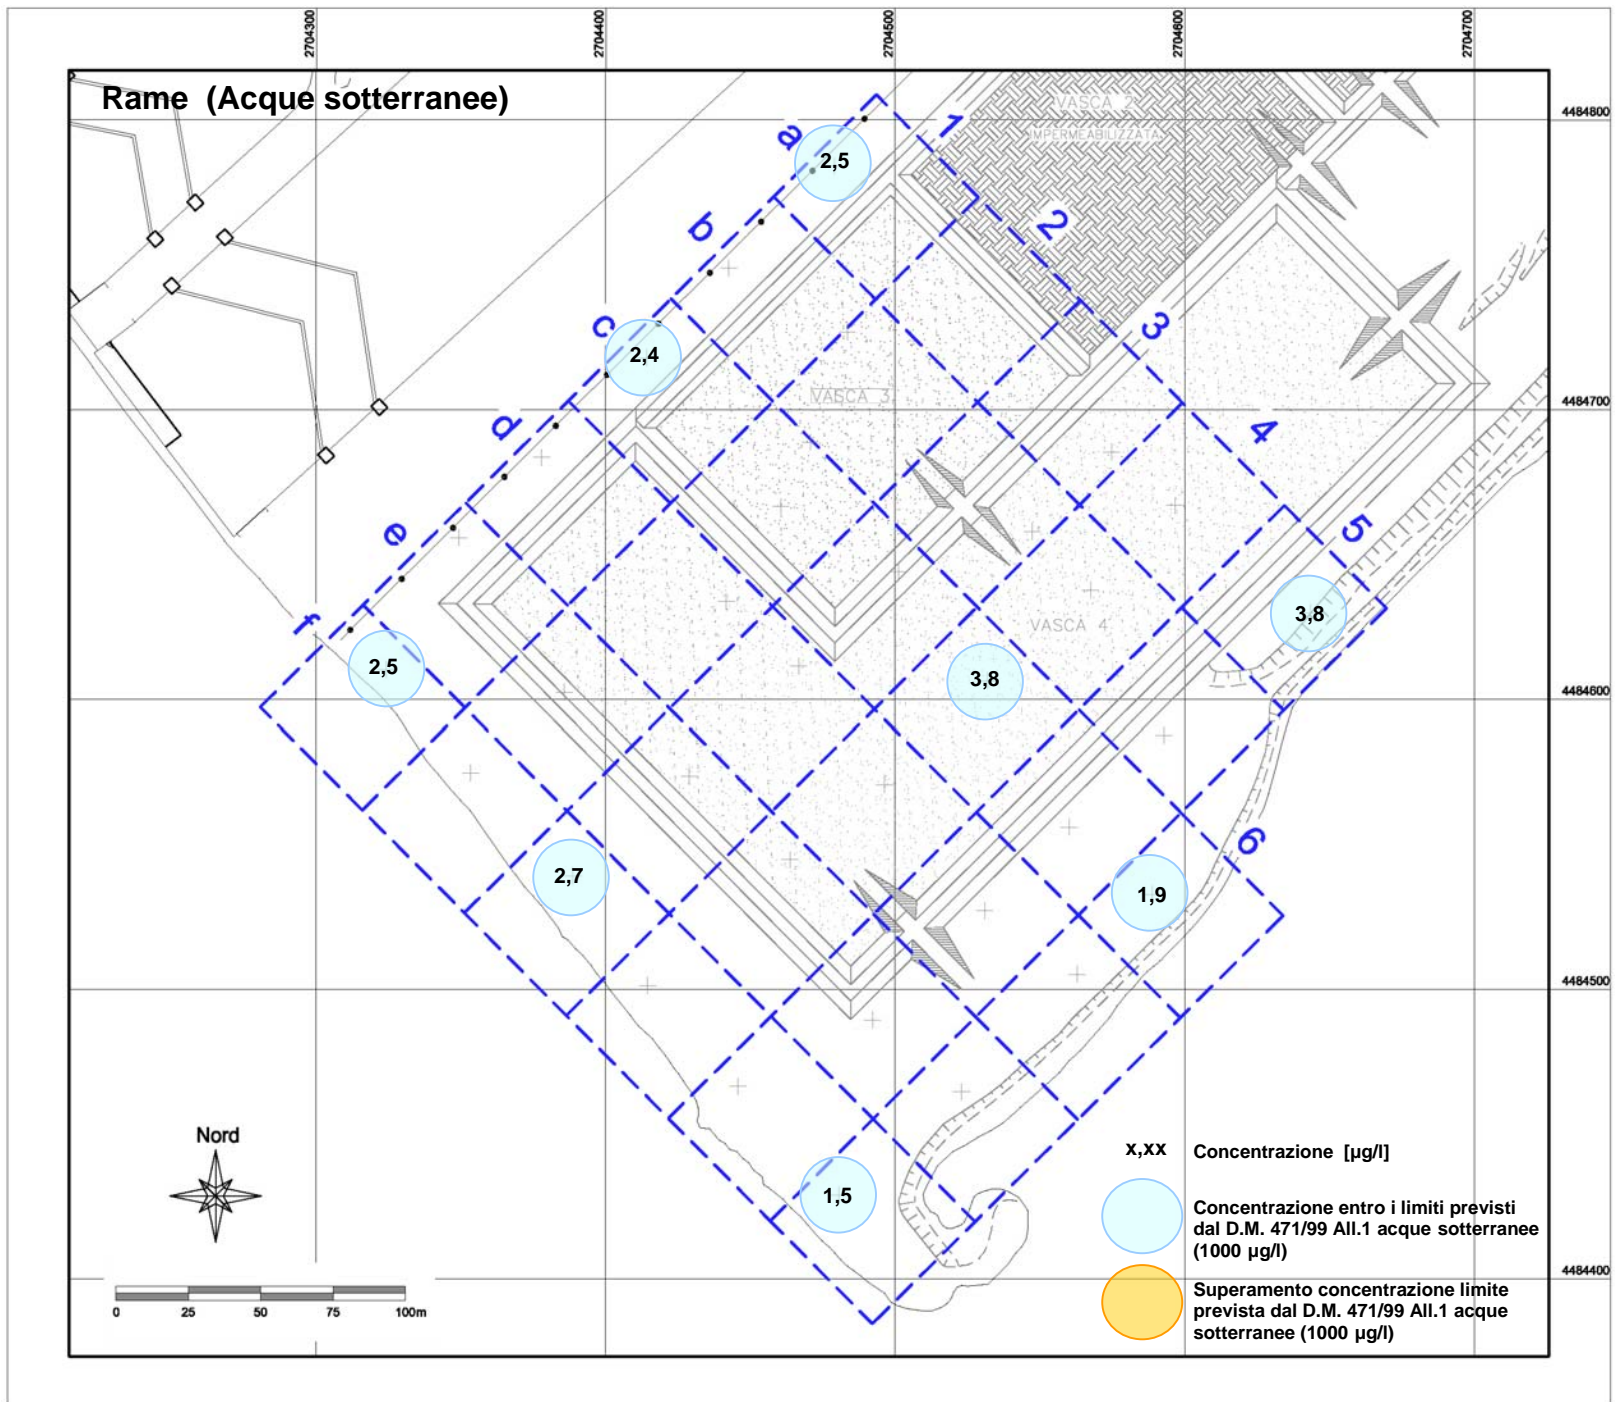 2704300
2704400
2704500
2704600
2704700
Rame (Acque sotterranee)
4484800
4484700
4484600
4484500
4484400
VASCA 2
IMPERMEABILIZZATA
VASCA 3
VASCA 4
a
b
c
d
e
f
1
2
3
4
5
6
2,5
2,4
2,5
3,8
3,8
2,7
1,9
1,5
Nord
0 25 50 75 100m
x,xx Concentrazione [µg/l]
Concentrazione entro i limiti previsti
dal D.M. 471/99 All.1 acque sotterranee
(1000 µg/l)
Superamento concentrazione limite
prevista dal D.M. 471/99 All.1 acque
sotterranee (1000 µg/l)